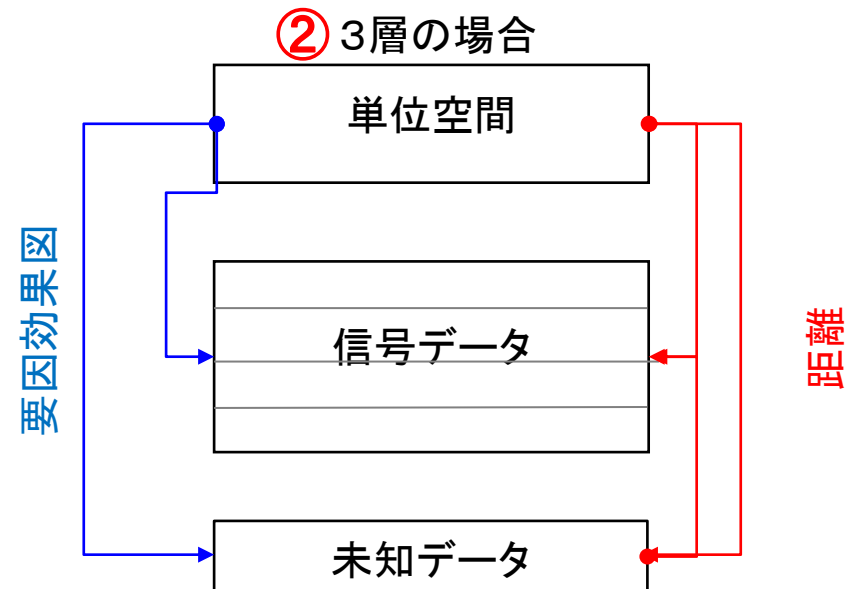 ② 3層の場合
単位空間
要因効果図
信号データ
距離
未知データ